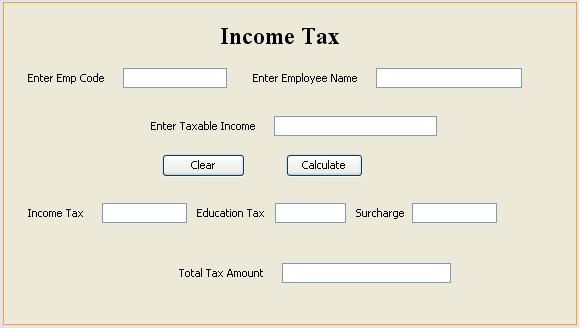 Income Tax
Enter Emp Code Enter Employee Name
Enter Taxable Income
Clear Calculate
Income Tax Education Tax Surcharge
Total Tax Amount